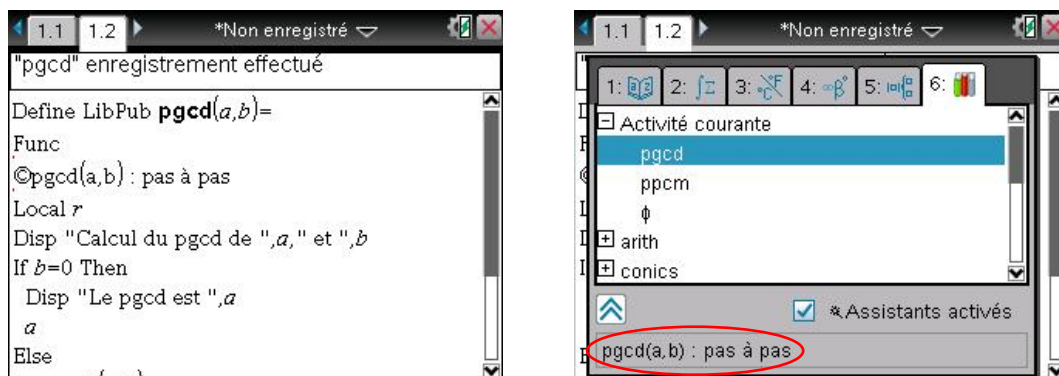 1.1 1.2 *Non enregistré
"pgcd" enregistrement effectué
Define LibPub pgcd(a,b)=
Func
©pgcd(a,b) : pas à pas
Local r
Disp "Calcul du pgcd de ",a," et ",b
If b=0 Then
Disp "Le pgcd est ",a
a
Else
1.1 1.2 *Non enregistré
1: 2: ∫Σ 3: °C °F 4: ∞β° 5: 6:
Activité courante
pgcd
ppcm
ϕ
arith
conics
Assistants activés
pgcd(a,b) : pas à pas